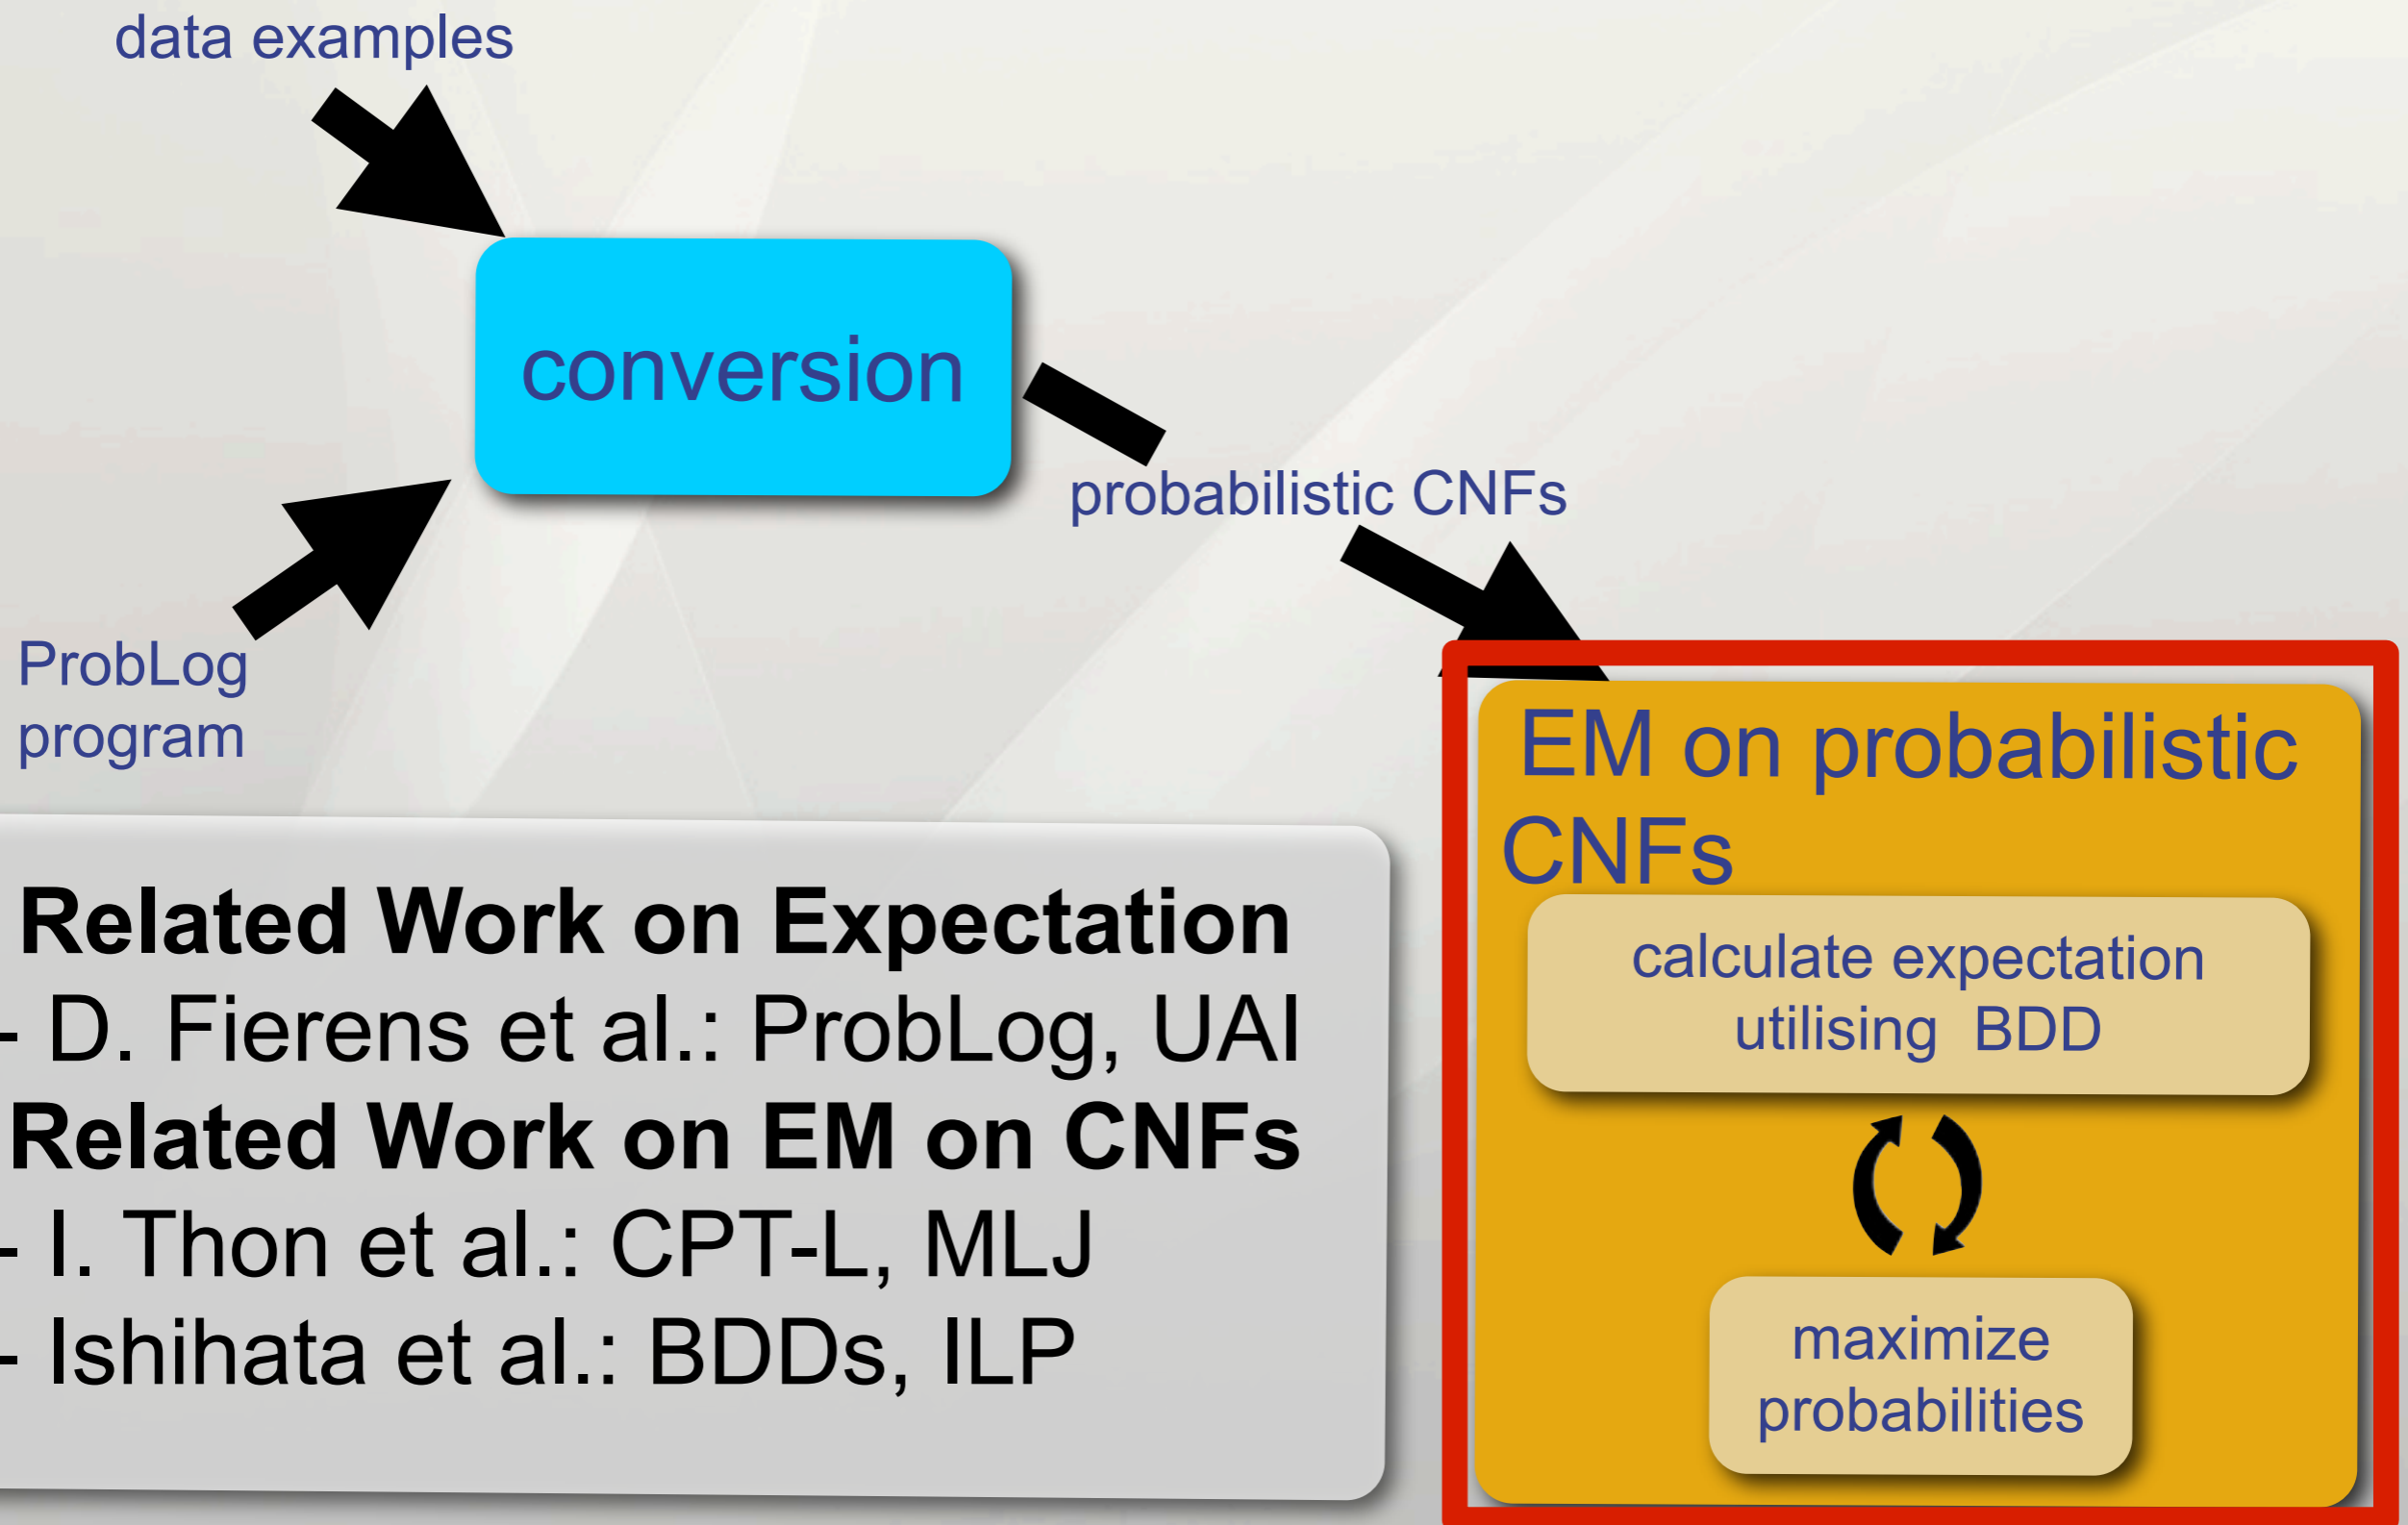 data examples
conversion
probabilistic CNFs
ProbLog
program
EM on probabilistic
CNFs
calculate expectation
utilising BDD
maximize
probabilities
Related Work on Expectation
- D. Fierens et al.: ProbLog, UAI
Related Work on EM on CNFs
- I. Thon et al.: CPT-L, MLJ
- Ishihata et al.: BDDs, ILP